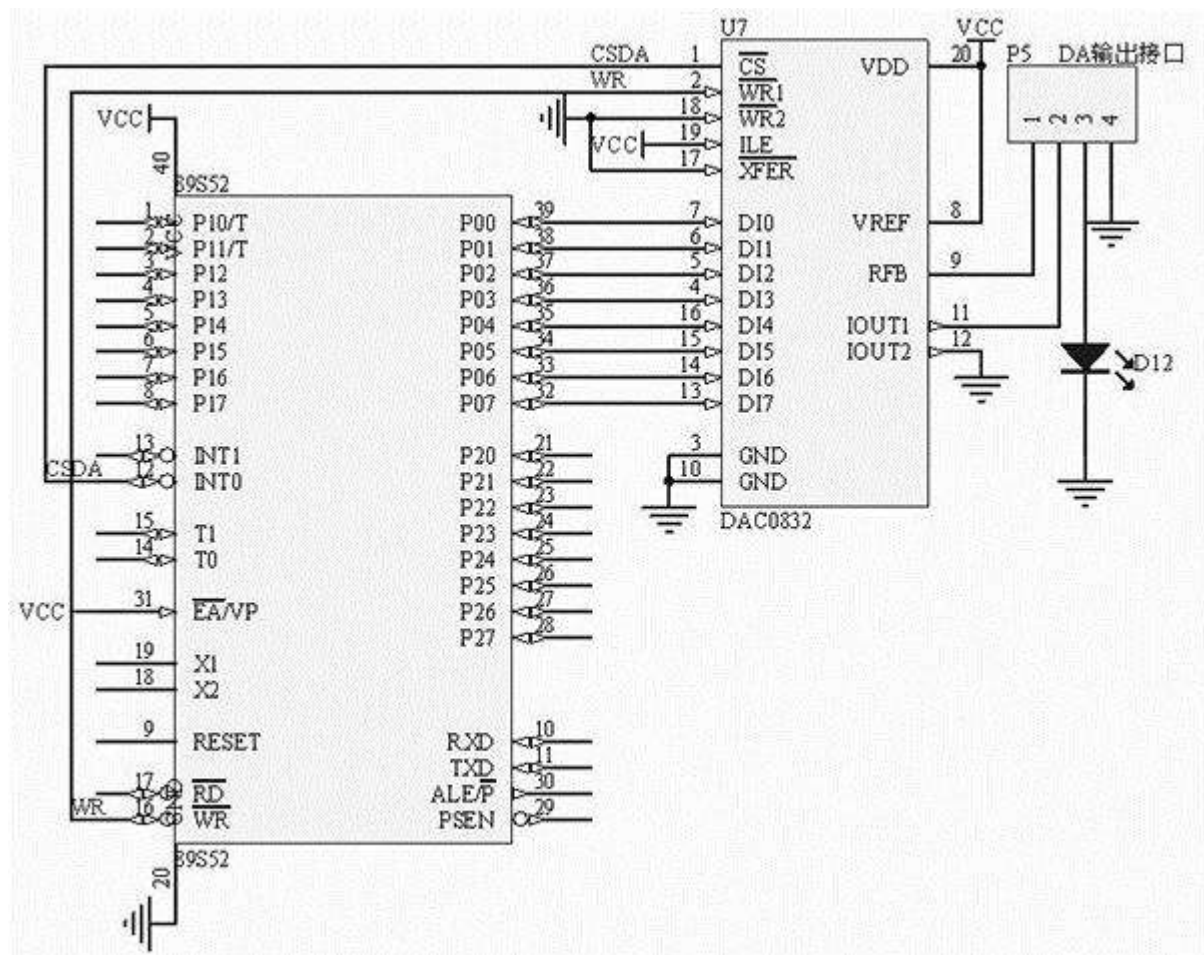 U7
VCC
CSDA 1 CS VDD 20
P5 DA输出接口
WR 2 WR1
18 WR2
VCC 19 ILE
17 XFER
1 2 3 4
VCC
40
89S52
1 P10/T P00 39 7 DI0 VREF 8
2 P11/T P01 38 6 DI1
3 P12 P02 37 5 DI2 RFB 9
4 P13 P03 36 4 DI3
5 P14 P04 35 16 DI4 IOUT1 11
6 P15 P05 34 15 DI5 IOUT2 12
7 P16 P06 33 14 DI6
8 P17 P07 32 13 DI7
D12
13 INT1 P20 21 3 GND
CSDA 12 INT0 P21 22 10 GND
P22 23
DAC0832
15 T1 P23 24
14 T0 P24 25
P25 26
VCC 31 EA/VP P26 27
P27 28
19 X1
18 X2
9 RESET RXD 10
TXD 11
17 RD ALE/P 30
WR 16 WR PSEN 29
89S52
20